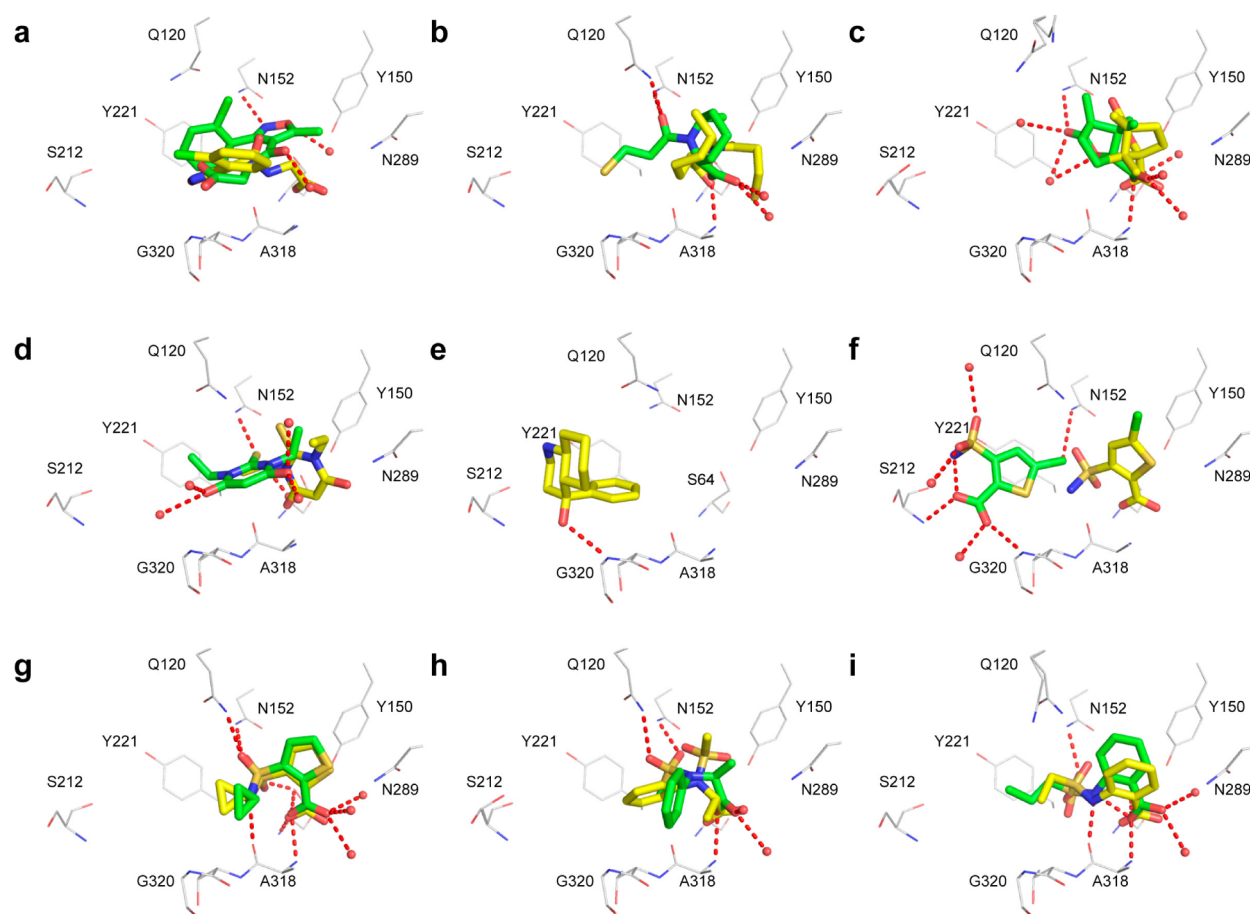 a
Q120
N152
Y150
Y221
S212
N289
G320
A318
b
Q120
N152
Y150
Y221
S212
N289
G320
A318
c
Q120
N152
Y150
Y221
S212
N289
G320
A318
d
Q120
N152
Y150
Y221
S212
N289
G320
A318
e
Q120
N152
Y150
Y221
S212
S64
N289
G320
A318
f
Q120
N152
Y150
Y221
S212
N289
G320
A318
g
Q120
N152
Y150
Y221
S212
N289
G320
A318
h
Q120
N152
Y150
Y221
S212
N289
G320
A318
i
Q120
N152
Y150
Y221
S212
N289
G320
A318